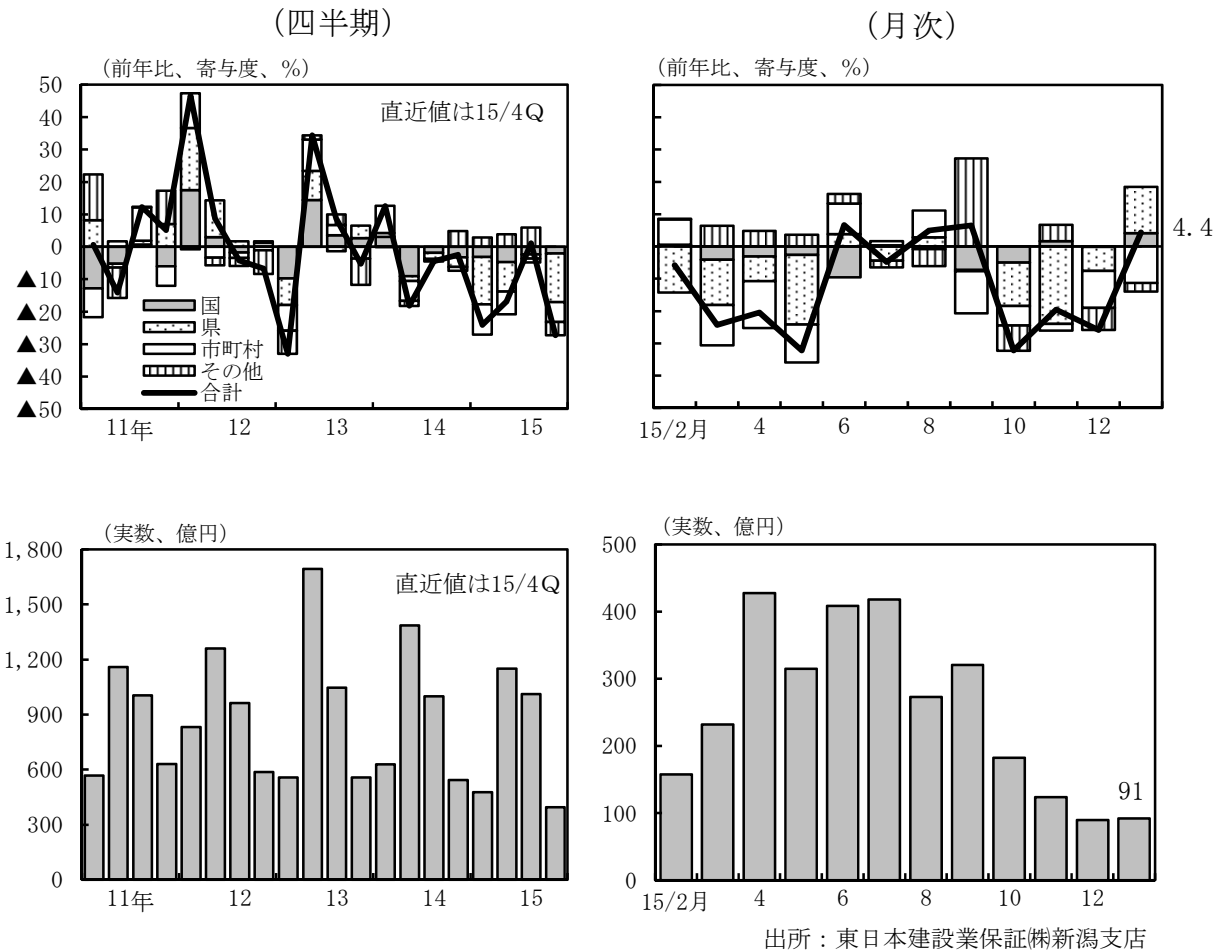 (四半期)
(月次)
(前年比、寄与度、%)
50
40
30
20
10
0
▲10
▲20
▲30
▲40
▲50
直近値は15/4Q
国
県
市町村
その他
合計
11年 12 13 14 15
(前年比、寄与度、%)
4.4
15/2月 4 6 8 10 12
(実数、億円)
1,800
1,500
1,200
900
600
300
0
直近値は15/4Q
11年 12 13 14 15
(実数、億円)
500
400
300
200
100
0
91
15/2月 4 6 8 10 12
出所：東日本建設業保証㈱新潟支店